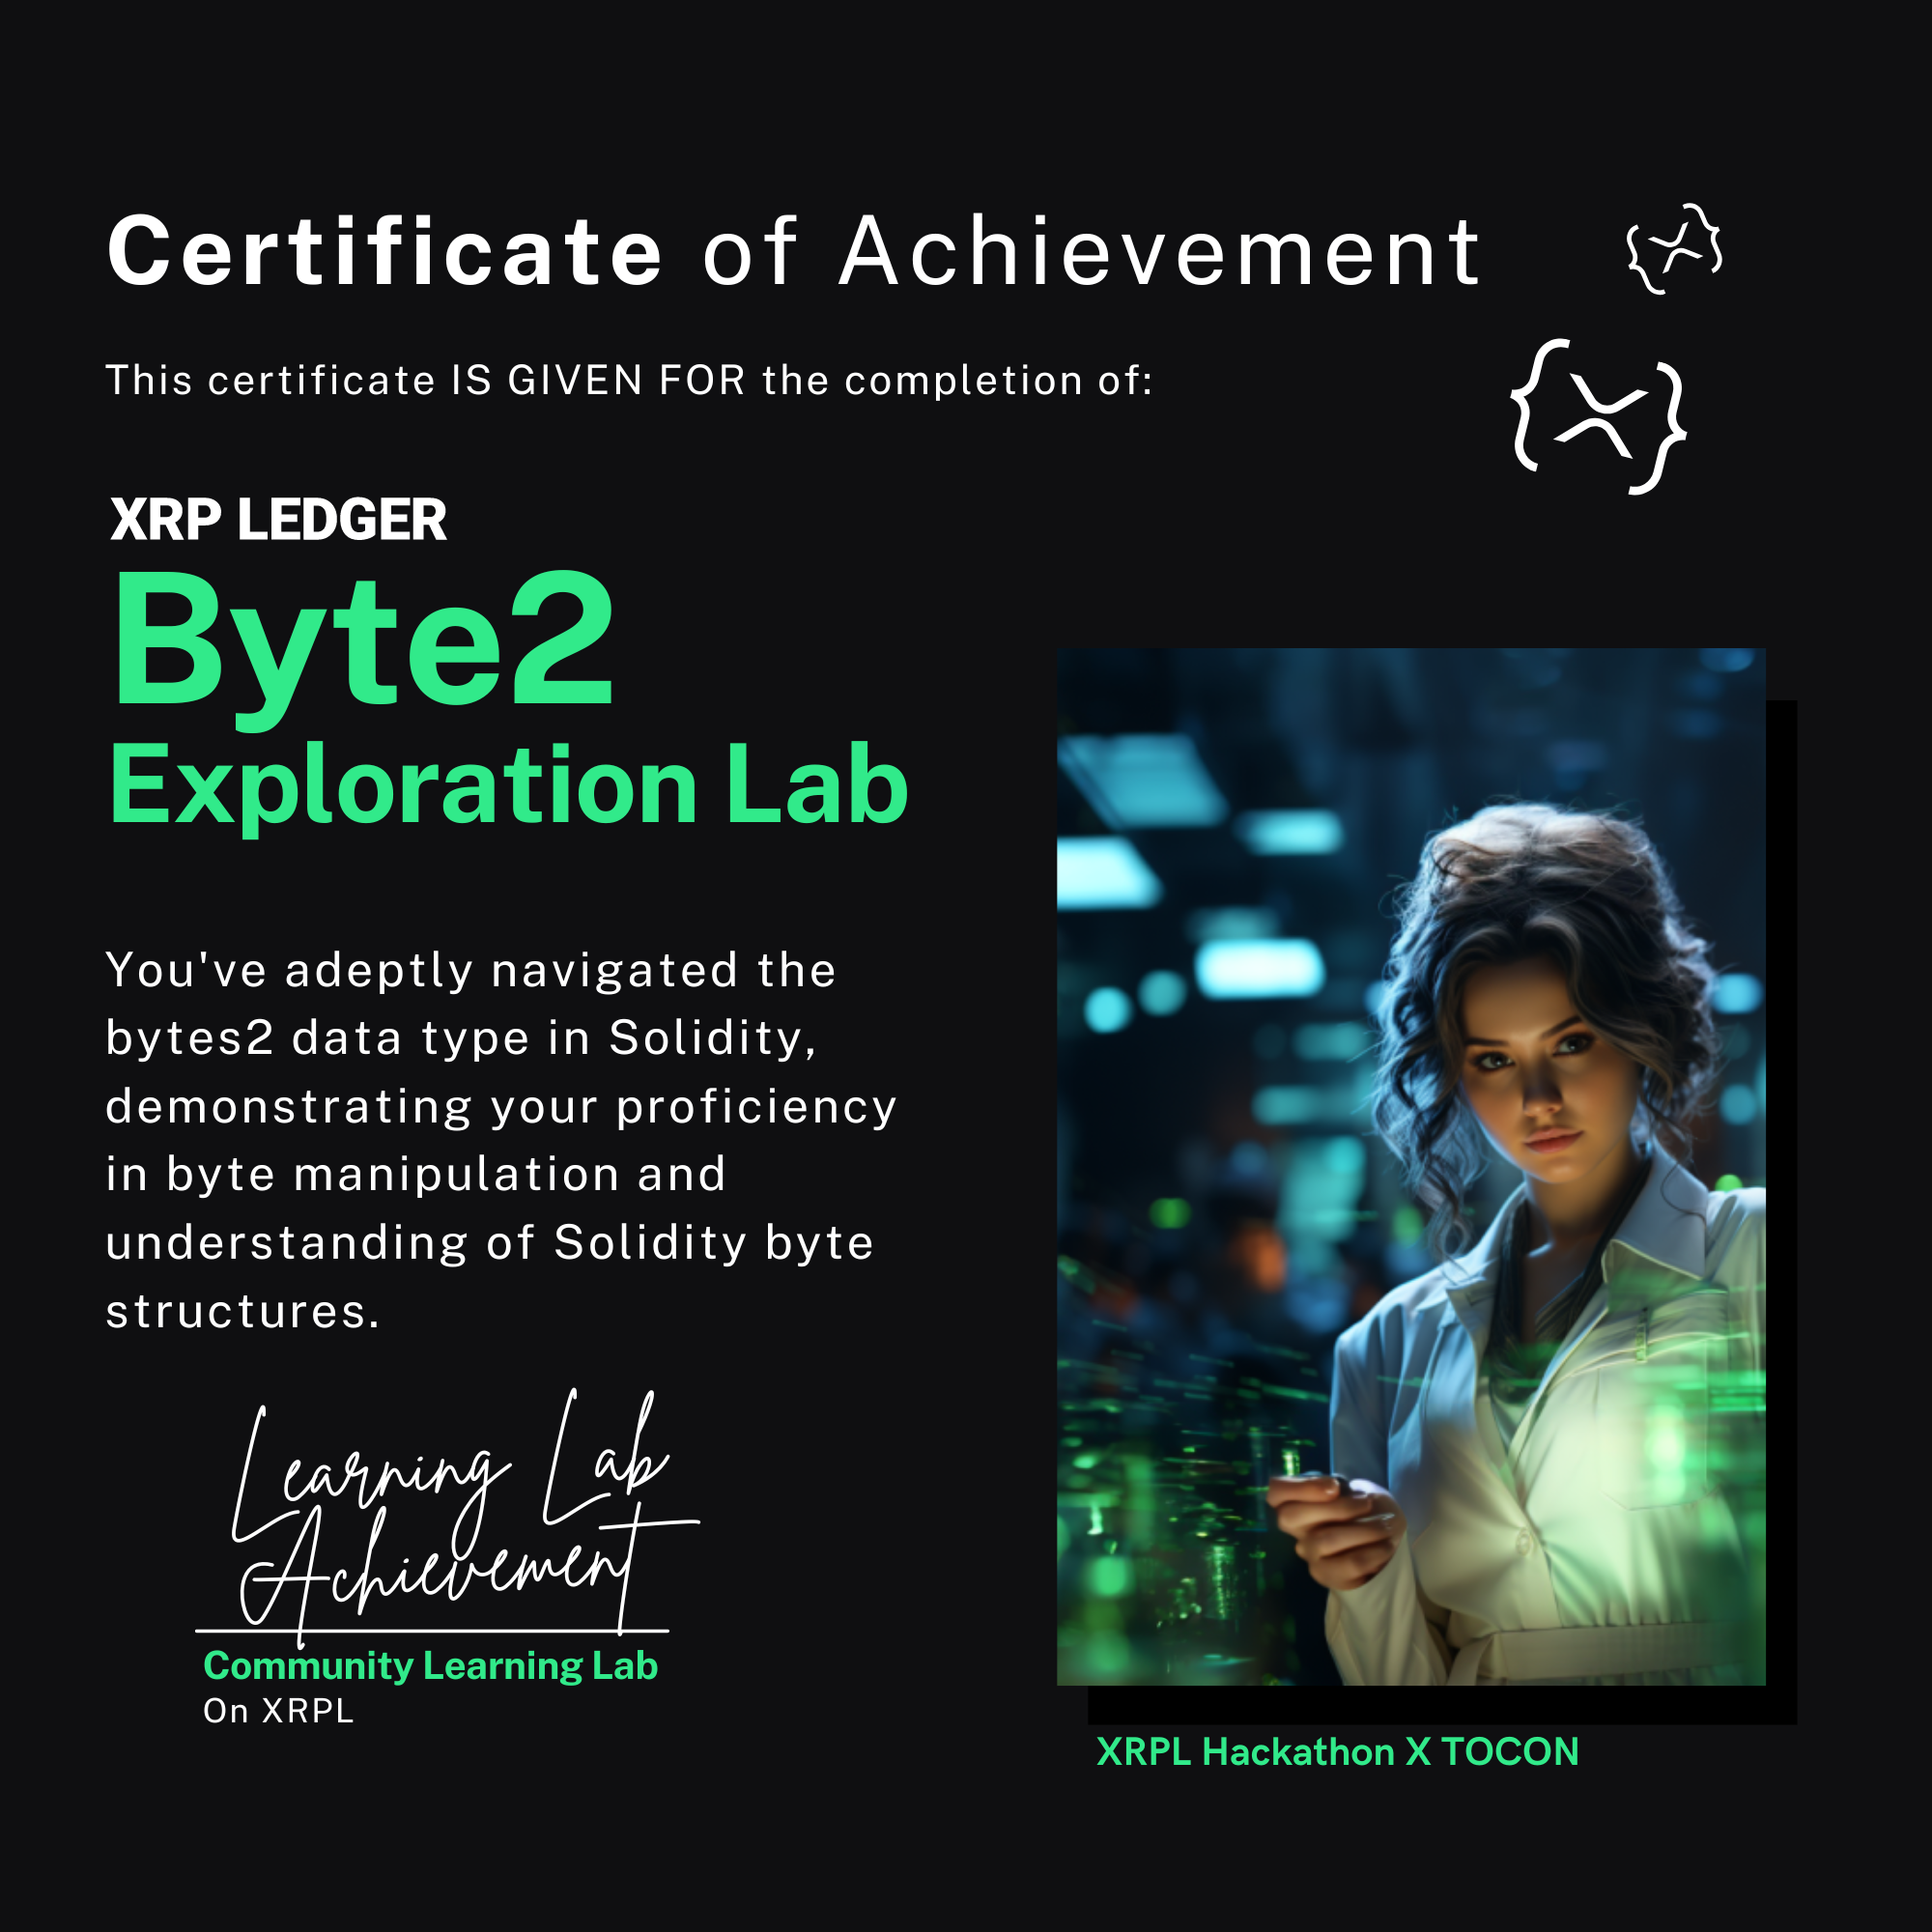 Certificate of Achievement
This certificate IS GIVEN FOR the completion of:
XRP LEDGER
Byte2
Exploration Lab
You've adeptly navigated the
bytes2 data type in Solidity,
demonstrating your proficiency
in byte manipulation and
understanding of Solidity byte
structures.
Learning Lab
Achievement
Community Learning Lab
On XRPL
XRPL Hackathon X TOCON